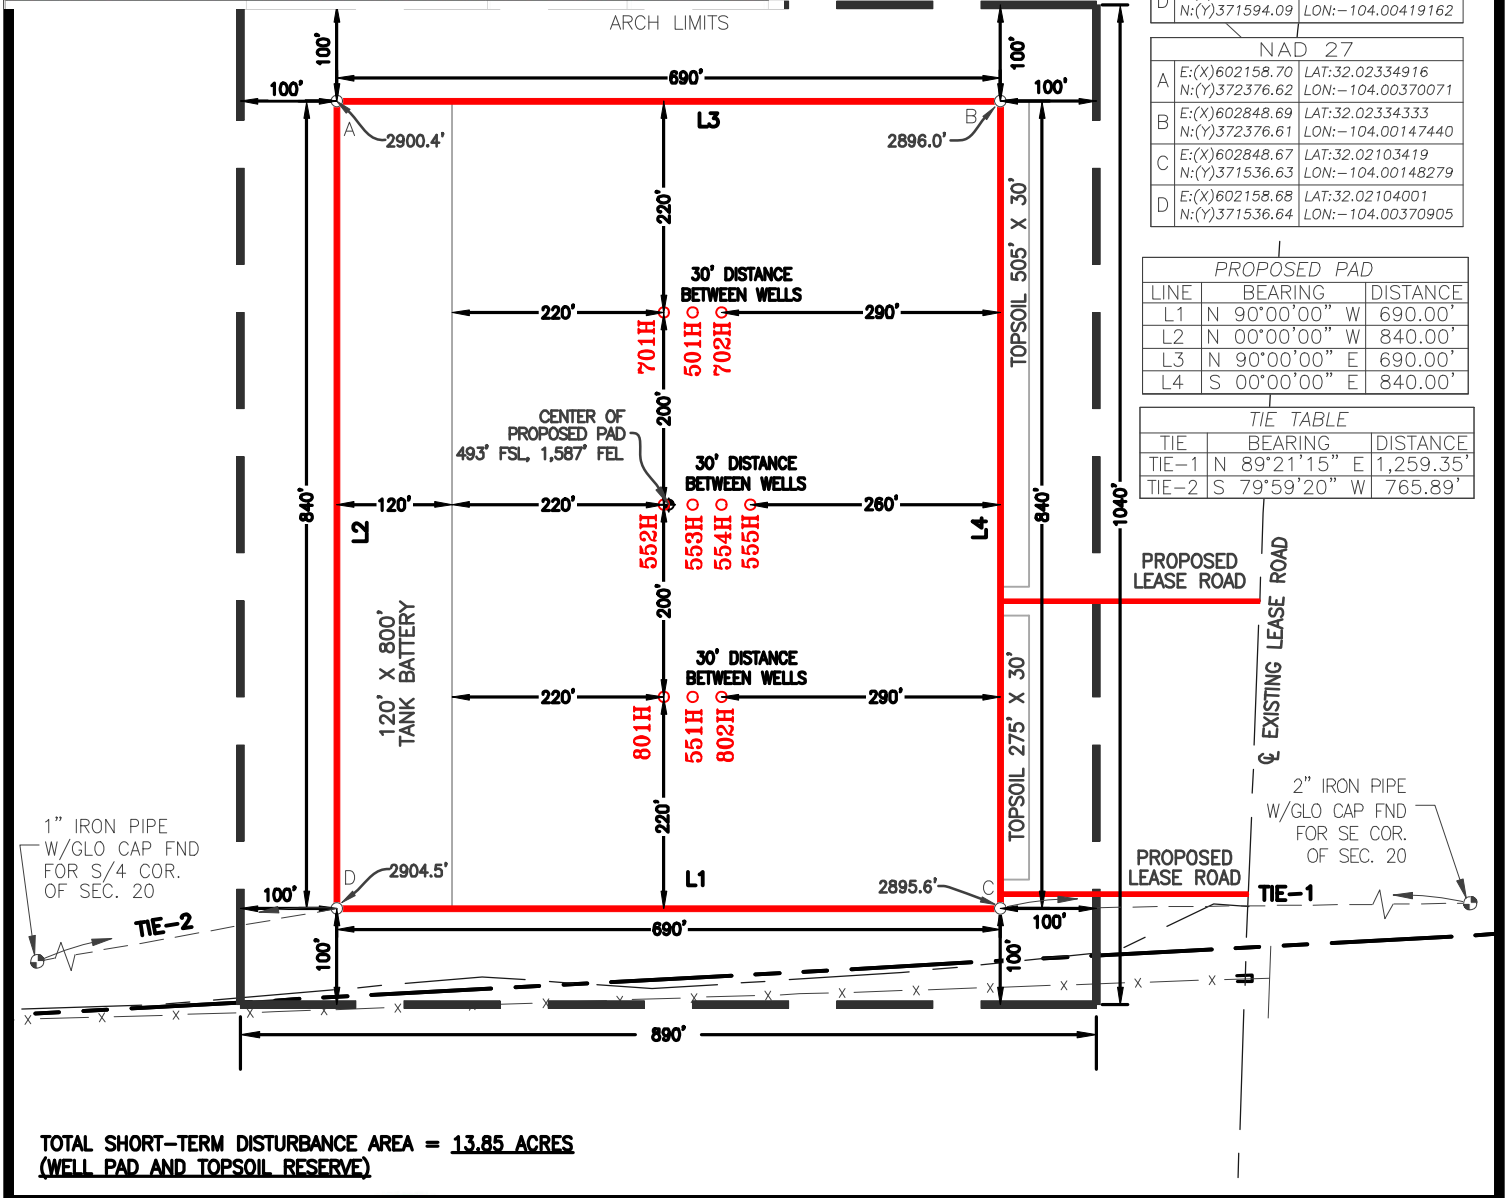 ARCH LIMITS
D N:(Y)371594.09 LON:-104.00419162
NAD 27
A E:(X)602158.70 LAT:32.02334916
N:(Y)372376.62 LON:-104.00370071
B E:(X)602848.69 LAT:32.02334333
N:(Y)372376.61 LON:-104.00147440
C E:(X)602848.67 LAT:32.02103419
N:(Y)371536.63 LON:-104.00148279
D E:(X)602158.68 LAT:32.02104001
N:(Y)371536.64 LON:-104.00370905
PROPOSED PAD
LINE BEARING DISTANCE
L1 N 90°00'00" W 690.00'
L2 N 00°00'00" W 840.00'
L3 N 90°00'00" E 690.00'
L4 S 00°00'00" E 840.00'
TIE TABLE
TIE BEARING DISTANCE
TIE-1 N 89°21'15" E 1,259.35'
TIE-2 S 79°59'20" W 765.89'
100'
100'
690'
100'
100'
L3
A
B
2900.4'
2896.0'
220'
TOPSOIL 505' X 30'
30' DISTANCE
BETWEEN WELLS
220'
290'
701H
501H
702H
200'
CENTER OF
PROPOSED PAD
493' FSL, 1,587' FEL
30' DISTANCE
BETWEEN WELLS
840'
120'
220'
260'
840'
1040'
L2
L4
552H
553H
554H
555H
200'
PROPOSED
LEASE ROAD
℄ EXISTING LEASE ROAD
120' X 800'
TANK BATTERY
30' DISTANCE
BETWEEN WELLS
220'
290'
801H
551H
802H
TOPSOIL 275' X 30'
220'
1" IRON PIPE
W/GLO CAP FND
FOR S/4 COR.
OF SEC. 20
2" IRON PIPE
W/GLO CAP FND
FOR SE COR.
OF SEC. 20
PROPOSED
LEASE ROAD
D
2904.5'
L1
2895.6'
C
100'
TIE-1
100'
TIE-2
690'
100'
100'
x x x x x x x x x x x x x x x x
890'
TOTAL SHORT-TERM DISTURBANCE AREA = 13.85 ACRES
(WELL PAD AND TOPSOIL RESERVE)